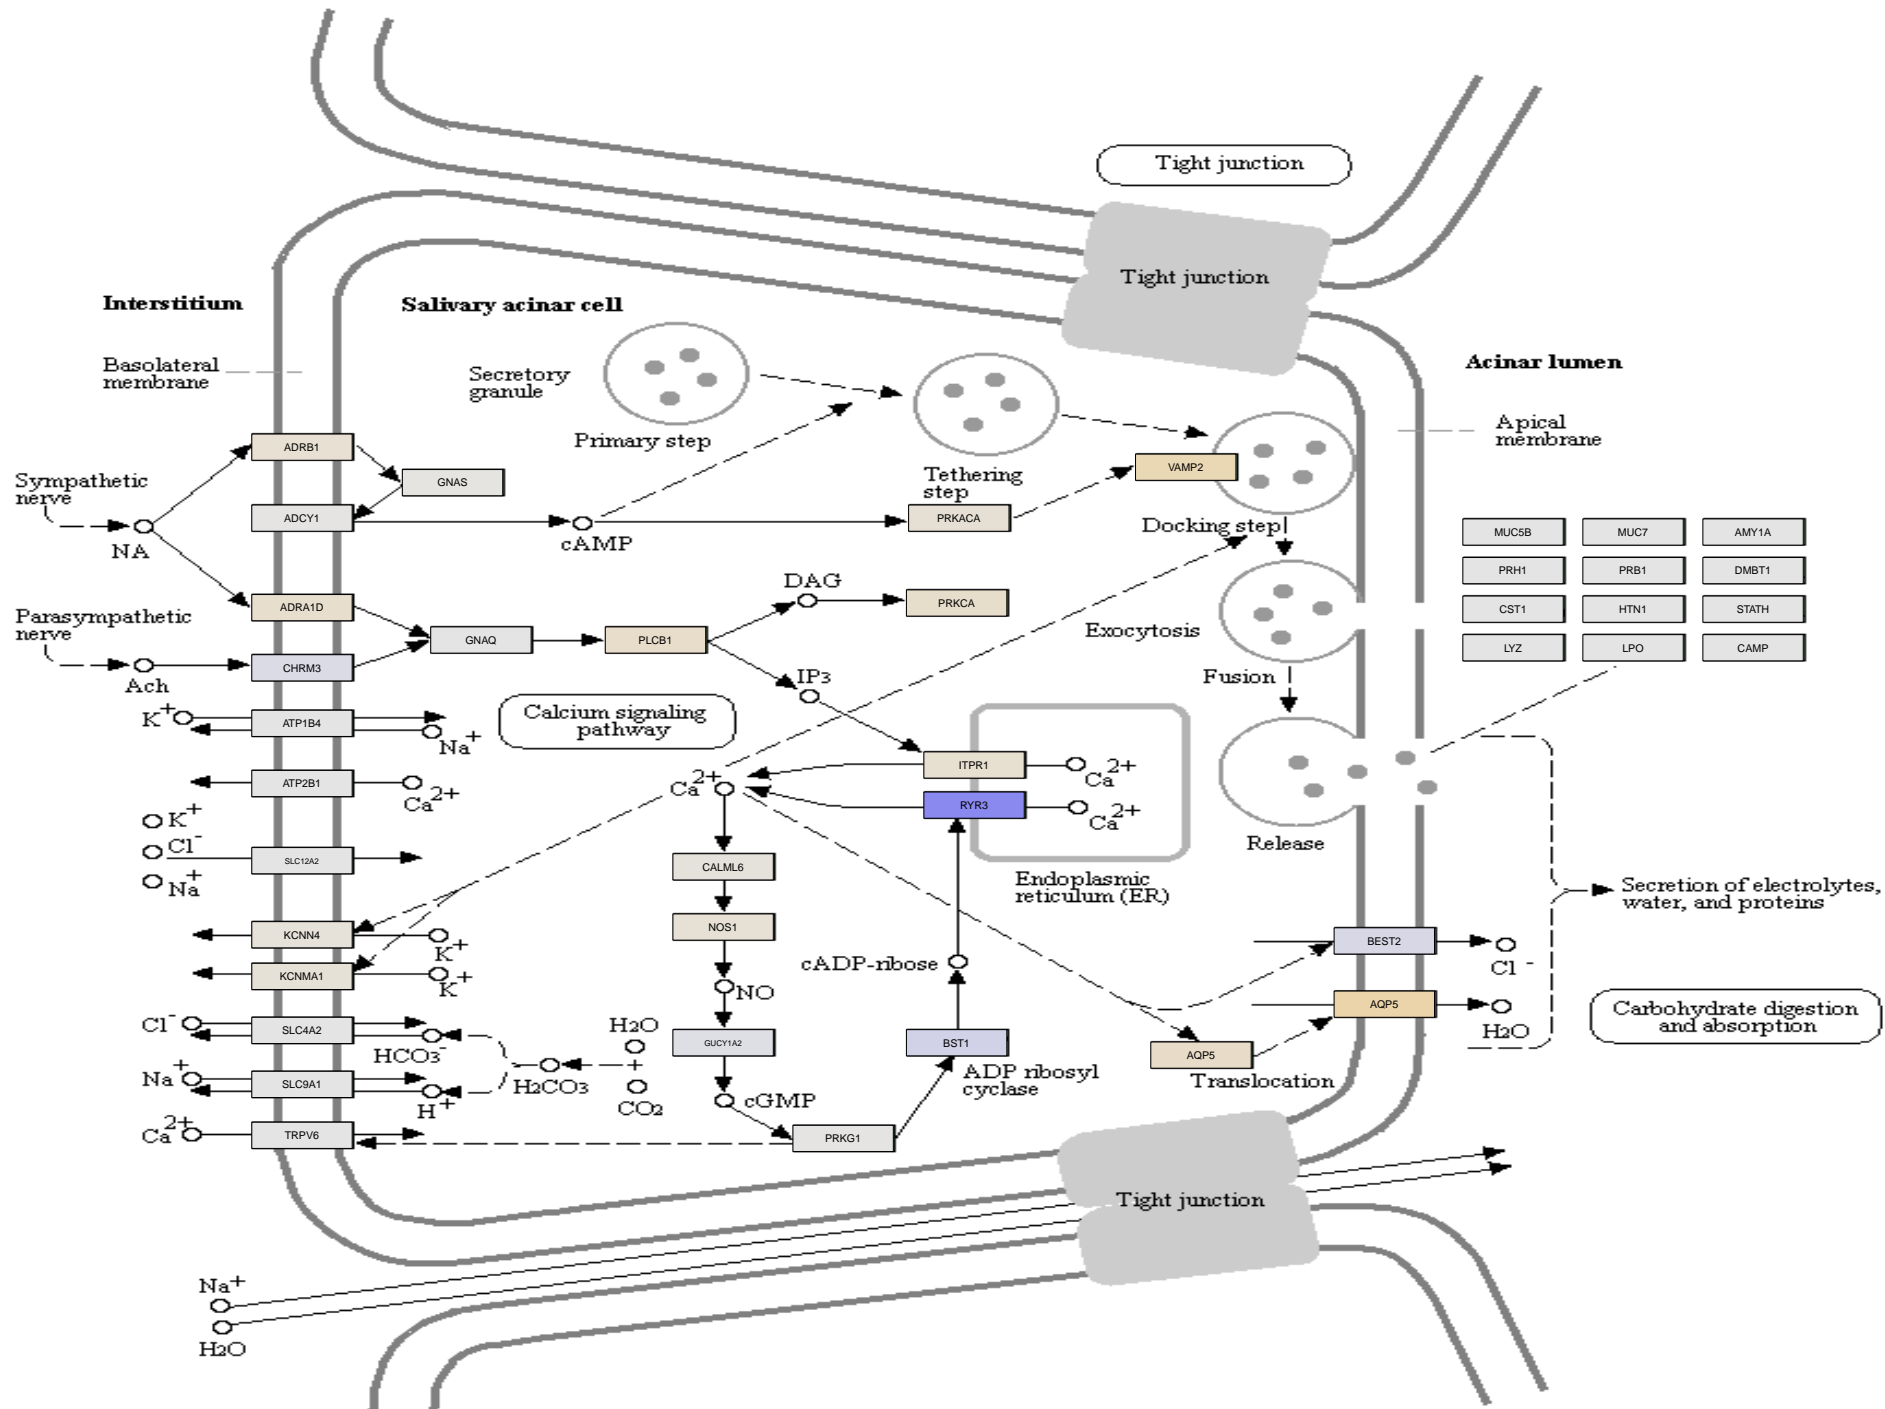 Tight junction
Tight junction
Interstitium
Salivary acinar cell
Basolateral
membrane
Secretory
granule
Acinar lumen
Primary step
Apical
membrane
ADRB1
GNAS
Sympathetic
nerve
NA
ADCY1
cAMP
Tethering
step
PRKACA
VAMP2
Docking step
MUC5B
MUC7
AMY1A
PRH1
PRB1
DMBT1
CST1
HTN1
STATH
LYZ
LPO
CAMP
DAG
PRKCA
ADRA1D
Parasympathetic
nerve
Ach
GNAQ
PLCB1
CHRM3
IP3
Exocytosis
Fusion
K+
ATP1B4
Na+
Calcium signaling
pathway
ATP2B1
Ca2+
Ca2+
ITPR1
Ca2+
RYR3
Ca2+
Release
K+
Cl-
Na+
SLC12A2
CALML6
Endoplasmic
reticulum (ER)
Secretion of electrolytes,
water, and proteins
KCNN4
K+
NOS1
KCNMA1
K+
NO
cADP-ribose
BEST2
Cl -
AQP5
H2O
Carbohydrate digestion
and absorption
Cl-
SLC4A2
HCO3-
H2O
+
CO2
H2CO3
GUCY1A2
BST1
ADP ribosyl
cyclase
AQP5
Translocation
Na+
SLC9A1
H+
cGMP
Ca2+
TRPV6
PRKG1
Tight junction
Na+
H2O